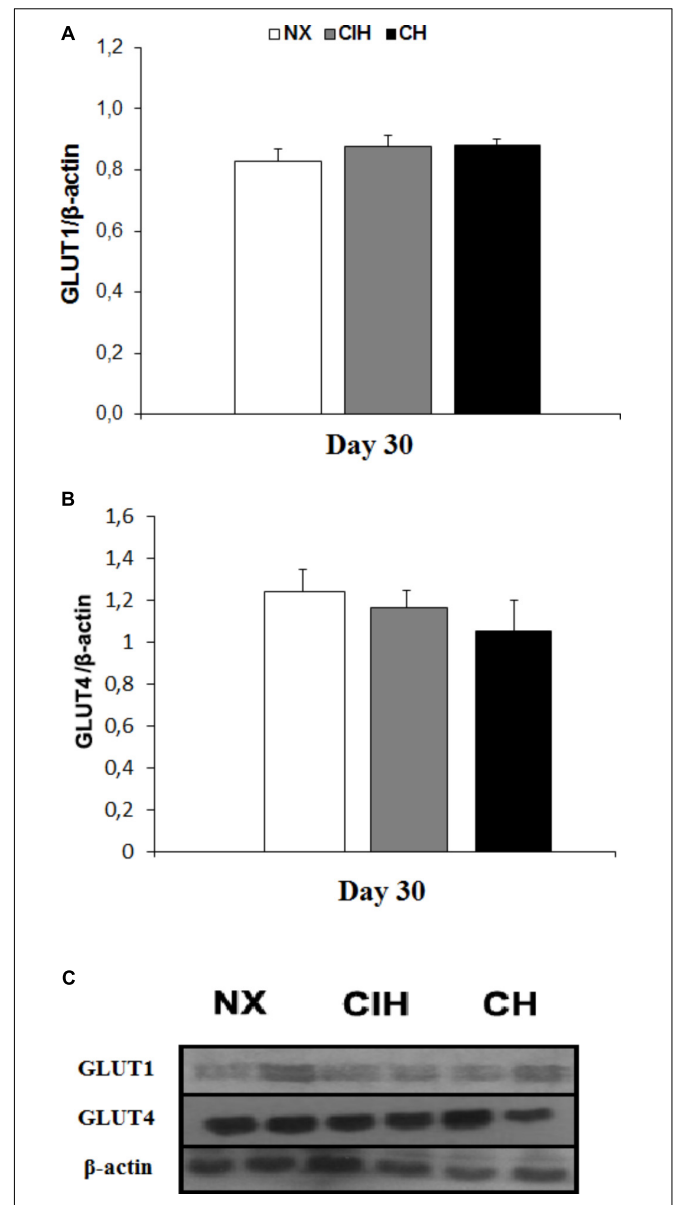 A
NX CIH CH
1,2
1,0
0,8
0,6
0,4
0,2
0,0
GLUT1/β-actin
Day 30
B
1,6
1,4
1,2
1
0,8
0,6
0,4
0,2
0
GLUT4/β-actin
Day 30
C
NX CIH CH
GLUT1
GLUT4
β-actin